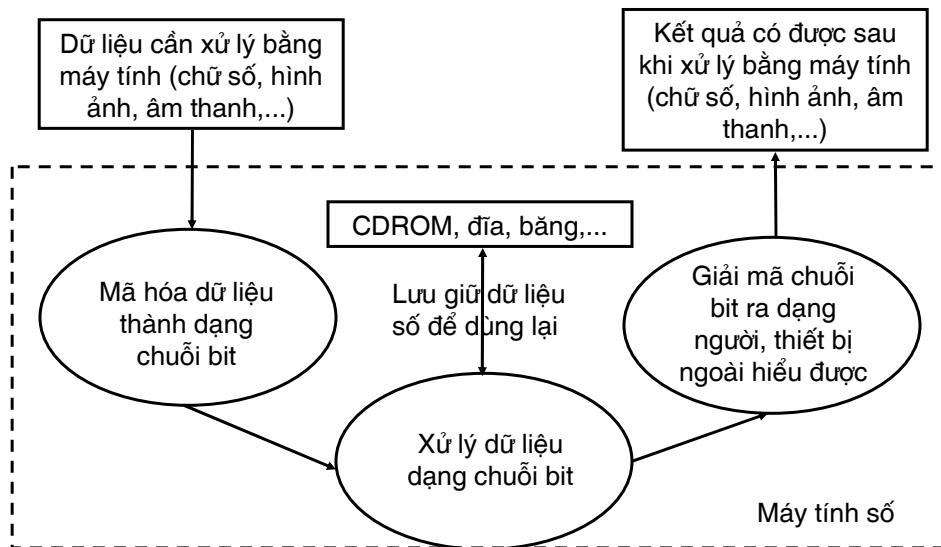 Dữ liệu cần xử lý bằng
máy tính (chữ số, hình
ảnh, âm thanh,...)
Kết quả có được sau
khi xử lý bằng máy tính
(chữ số, hình ảnh, âm
thanh,...)
CDROM, đĩa, băng,...
Mã hóa dữ liệu
thành dạng
chuỗi bit
Lưu giữ dữ liệu
số để dùng lại
Giải mã chuỗi
bit ra dạng
người, thiết bị
ngoài hiểu được
Xử lý dữ liệu
dạng chuỗi bit
Máy tính số